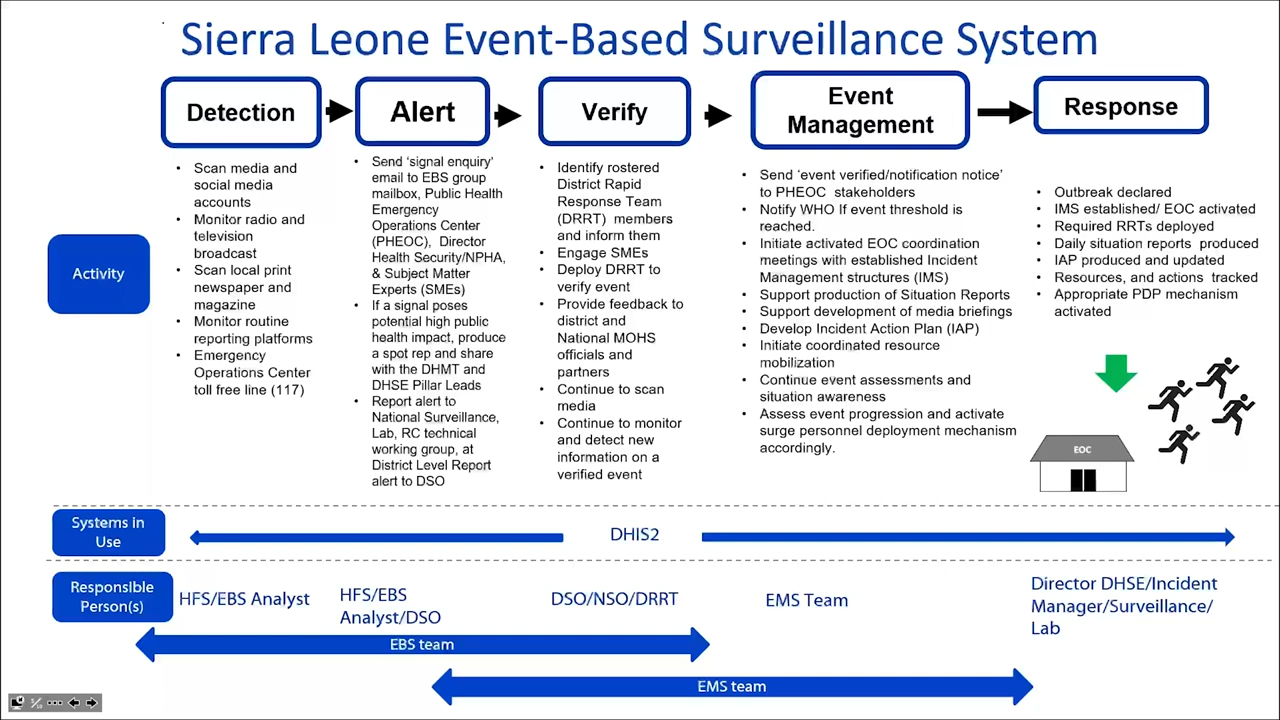 Sierra Leone Event-Based Surveillance System
Detection
Alert
Verify
Event
Management
Response
Activity
• Scan media and
social media
accounts
• Monitor radio and
television
broadcast
• Scan local print
newspaper and
magazine
• Monitor routine
reporting platforms
• Emergency
Operations Center
toll free line (117)
• Send ‘signal enquiry’
email to EBS group
mailbox, Public Health
Emergency
Operations Center
(PHEOC), Director
Health Security/NPHA,
& Subject Matter
Experts (SMEs)
• If a signal poses
potential high public
health impact, produce
a spot rep and share
with the DHMT and
DHSE Pillar Leads
• Report alert to
National Surveillance,
Lab, RC technical
working group, at
District Level Report
alert to DSO
• Identify rostered
District Rapid
Response Team
(DRRT) members
and inform them
• Engage SMEs
• Deploy DRRT to
verify event
• Provide feedback to
district and
National MOHS
officials and
partners
• Continue to scan
media
• Continue to monitor
and detect new
information on a
verified event
• Send ‘event verified/notification notice’
to PHEOC stakeholders
• Notify WHO If event threshold is
reached.
• Initiate activated EOC coordination
meetings with established Incident
Management structures (IMS)
• Support production of Situation Reports
• Support development of media briefings
• Develop Incident Action Plan (IAP)
• Initiate coordinated resource
mobilization
• Continue event assessments and
situation awareness
• Assess event progression and activate
surge personnel deployment mechanism
accordingly.
• Outbreak declared
• IMS established/ EOC activated
• Required RRTs deployed
• Daily situation reports produced
• IAP produced and updated
• Resources, and actions tracked
• Appropriate PDP mechanism
activated
EOC
Systems in
Use
DHIS2
Responsible
Person(s)
HFS/EBS Analyst
HFS/EBS
Analyst/DSO
DSO/NSO/DRRT
EMS Team
Director DHSE/Incident
Manager/Surveillance/
Lab
EBS team
EMS team